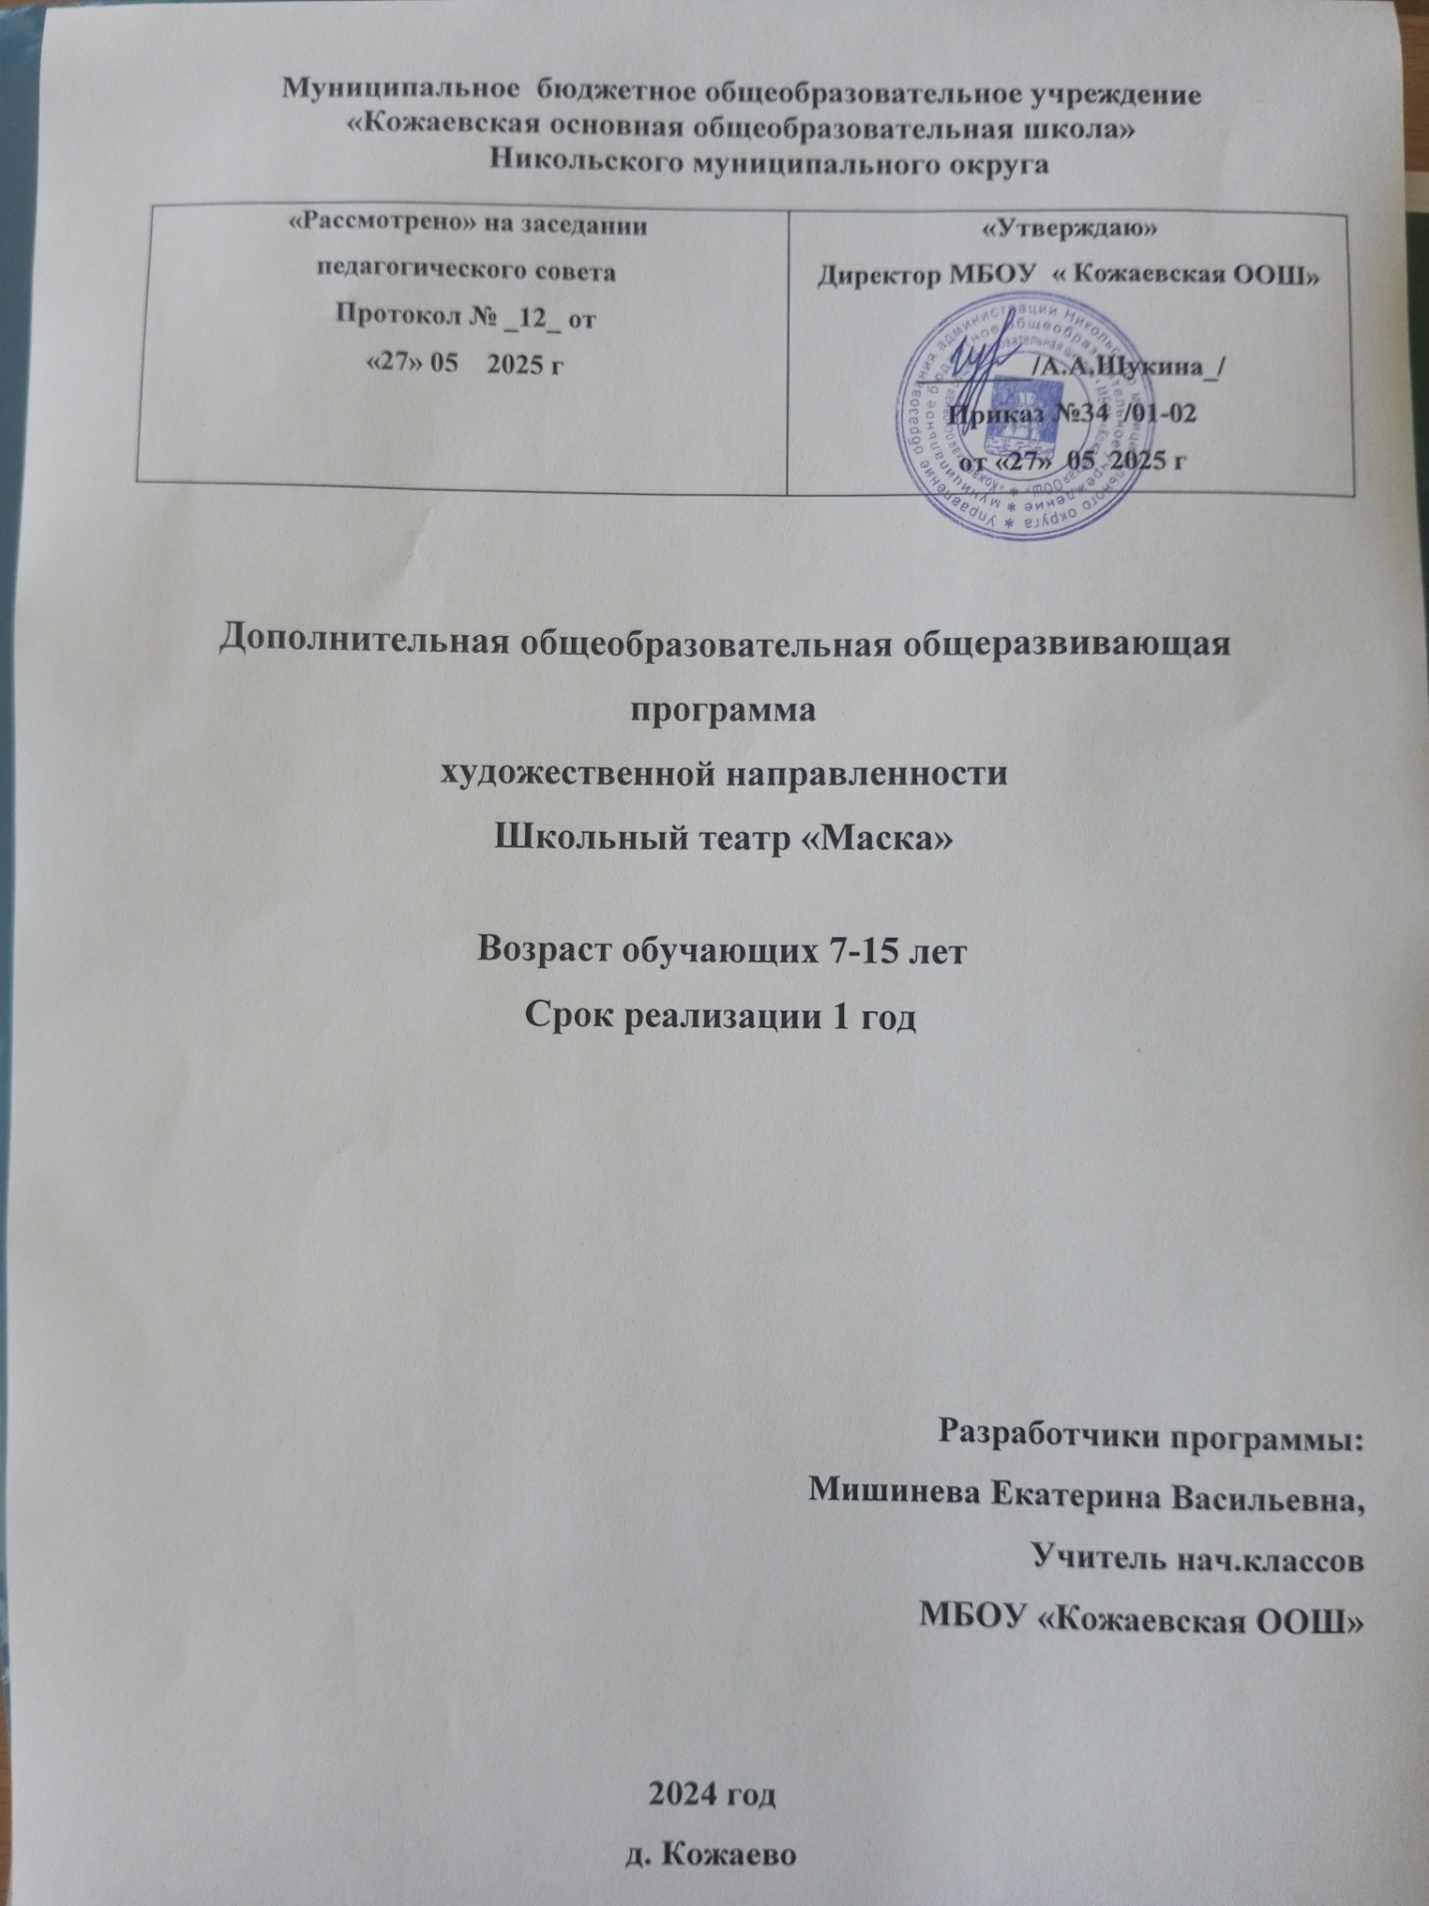 Муниципальное бюджетное общеобразовательное учреждение
«Кожаевская основная общеобразовательная школа»
Никольского муниципального округа
«Рассмотрено» на заседании
педагогического совета
Протокол № _12_ от
«27» 05 2025 г
«Утверждаю»
Директор МБОУ « Кожаевская ООШ»
/А.А.Щукина_/
Приказ №34 /01-02
от «27» 05 2025 г
Дополнительная общеобразовательная общеразвивающая
программа
художественной направленности
Школьный театр «Маска»
Возраст обучающих 7-15 лет
Срок реализации 1 год
Разработчики программы:
Мишинева Екатерина Васильевна,
Учитель нач.классов
МБОУ «Кожаевская ООШ»
2024 год
д. Кожаево